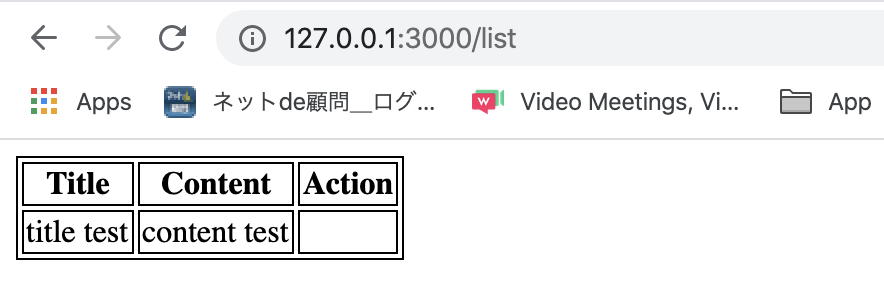 127.0.0.1:3000/list
Apps ネットde顧問__ログ... Video Meetings, Vi... App
Title Content Action
title test content test